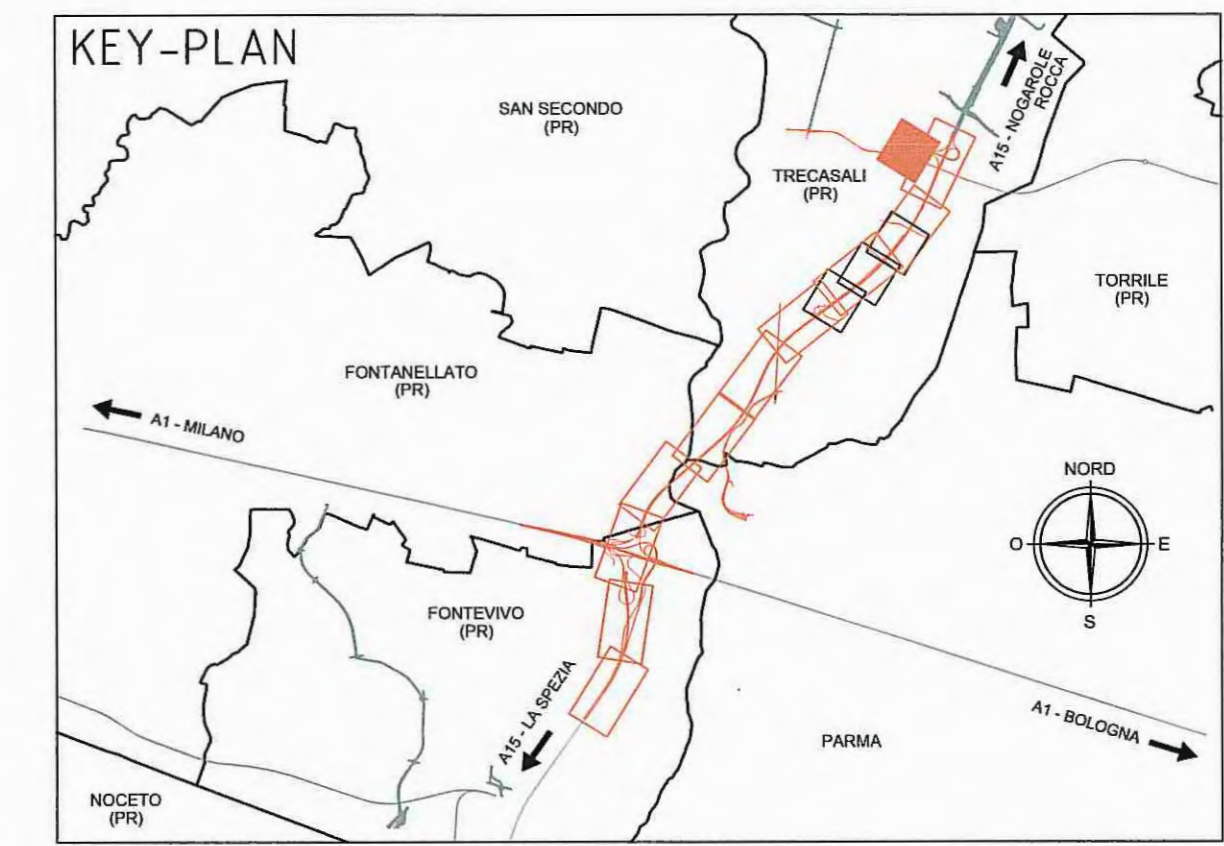 KEY-PLAN
SAN SECONDO
(PR)
A15 - NOGAROLE
ROCCA
TRECASALI
(PR)
TORRILE
(PR)
FONTANELLATO
(PR)
A1 - MILANO
NORD
O
E
S
FONTEVIVO
(PR)
A15 - LA SPEZIA
A1 - BOLOGNA
PARMA
NOCETO
(PR)